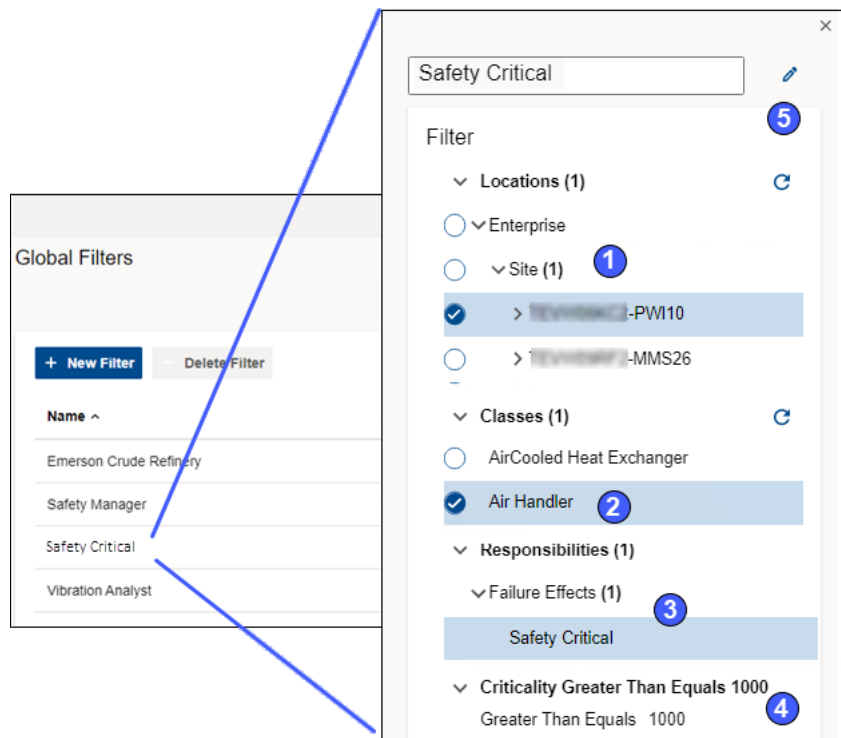 Global Filters
+ New Filter
Delete Filter
Name
Emerson Crude Refinery
Safety Manager
Safety Critical
Vibration Analyst
Safety Critical
5
Filter
Locations (1)
Enterprise
Site (1)
1
-PWI10
-MMS26
Classes (1)
AirCooled Heat Exchanger
Air Handler
2
Responsibilities (1)
Failure Effects (1)
3
Safety Critical
Criticality Greater Than Equals 1000
4
Greater Than Equals 1000